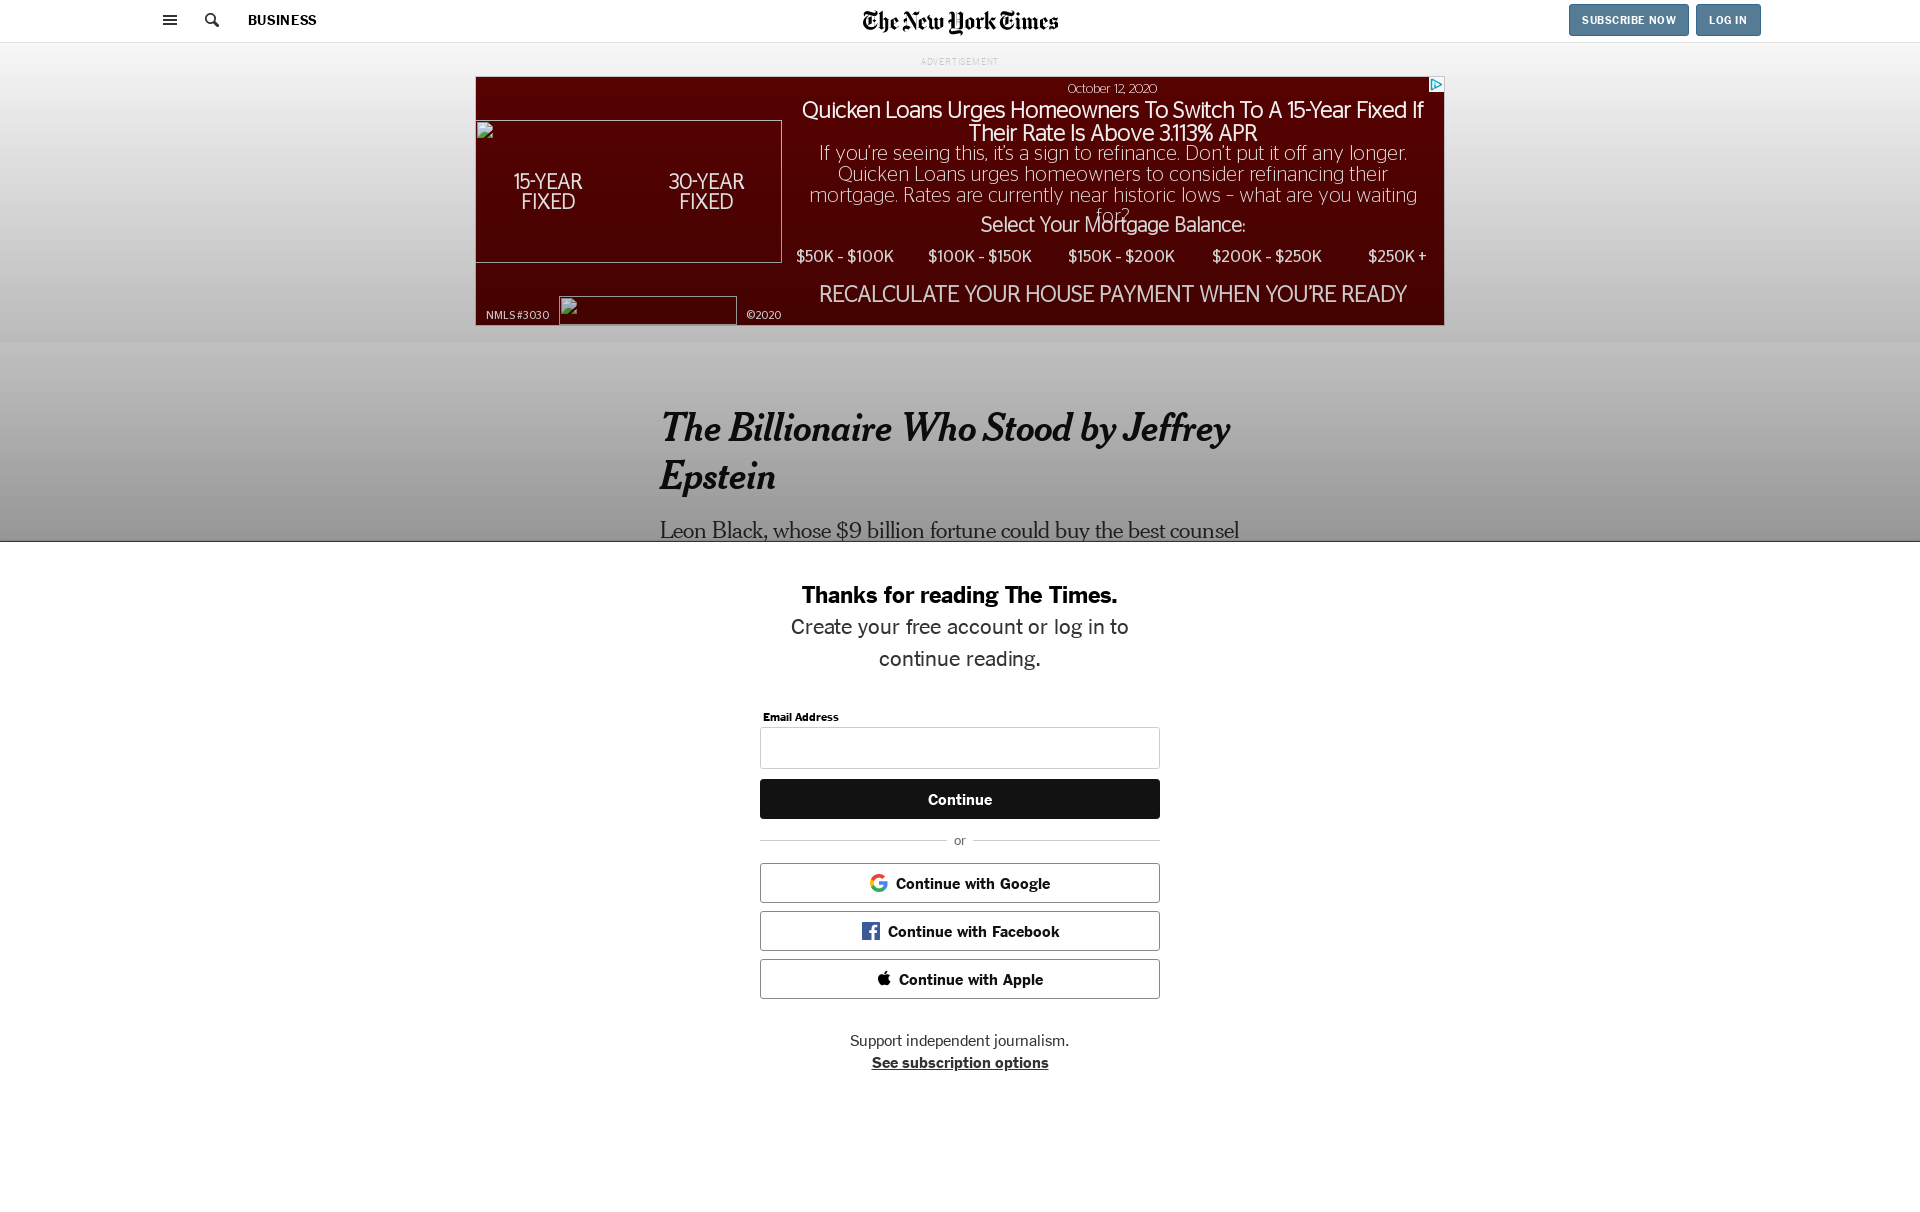 BUSINESS
The New York Times
SUBSCRIBE NOW
LOG IN
ADVERTISEMENT
October 12, 2020
Quicken Loans Urges Homeowners To Switch To A 15-Year Fixed If
Their Rate Is Above 3.113% APR
If you're seeing this, it's a sign to refinance. Don't put it off any longer.
Quicken Loans urges homeowners to consider refinancing their
mortgage. Rates are currently near historic lows – what are you waiting
for?
15-YEAR
FIXED
30-YEAR
FIXED
Select Your Mortgage Balance:
$50K - $100K
$100K - $150K
$150K - $200K
$200K - $250K
$250K +
RECALCULATE YOUR HOUSE PAYMENT WHEN YOU'RE READY
NMLS#3030
©2020
The Billionaire Who Stood by Jeffrey
Epstein
Leon Black, whose $9 billion fortune could buy the best counsel
Thanks for reading The Times.
Create your free account or log in to
continue reading.
Email Address
Continue
or
Continue with Google
Continue with Facebook
Continue with Apple
Support independent journalism.
See subscription options